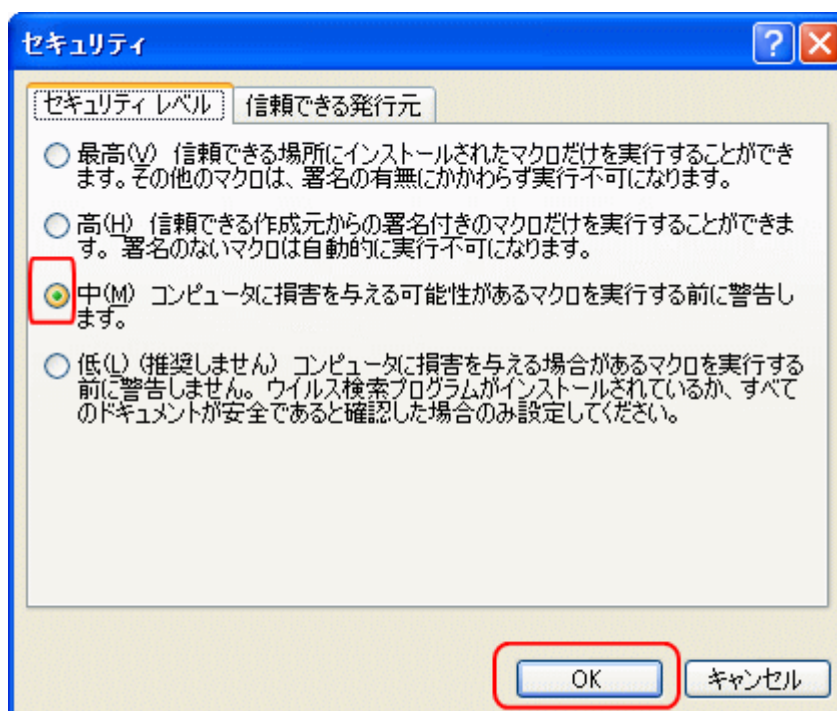 セキュリティ
セキュリティ レベル 信頼できる発行元
最高(V) 信頼できる場所にインストールされたマクロだけを実行することができ
ます。その他のマクロは、署名の有無にかかわらず実行不可になります。
高(H) 信頼できる作成元からの署名付きのマクロだけを実行することができま
す。署名のないマクロは自動的に実行不可になります。
中(M) コンピュータに損害を与える可能性があるマクロを実行する前に警告し
ます。
低(L) (推奨しません) コンピュータに損害を与える場合があるマクロを実行する
前に警告しません。ウイルス検索プログラムがインストールされているか、すべて
のドキュメントが安全であると確認した場合のみ設定してください。
OK キャンセル